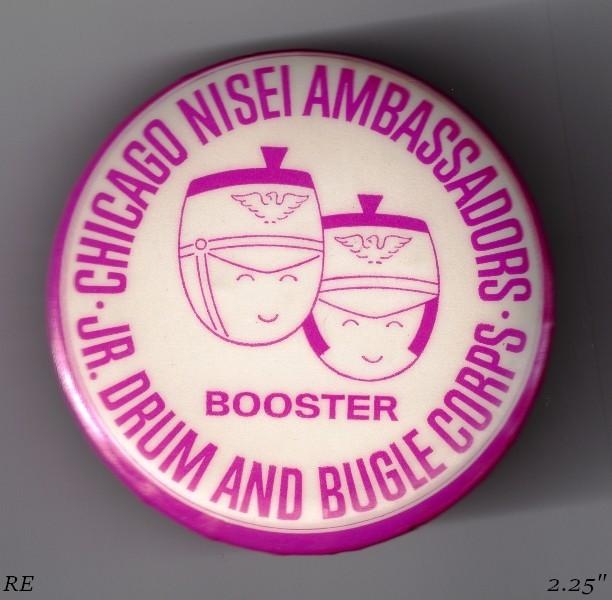 · CHICAGO NISEI AMBASSADORS ·
JR. DRUM AND BUGLE CORPS
BOOSTER
RE
2.25"